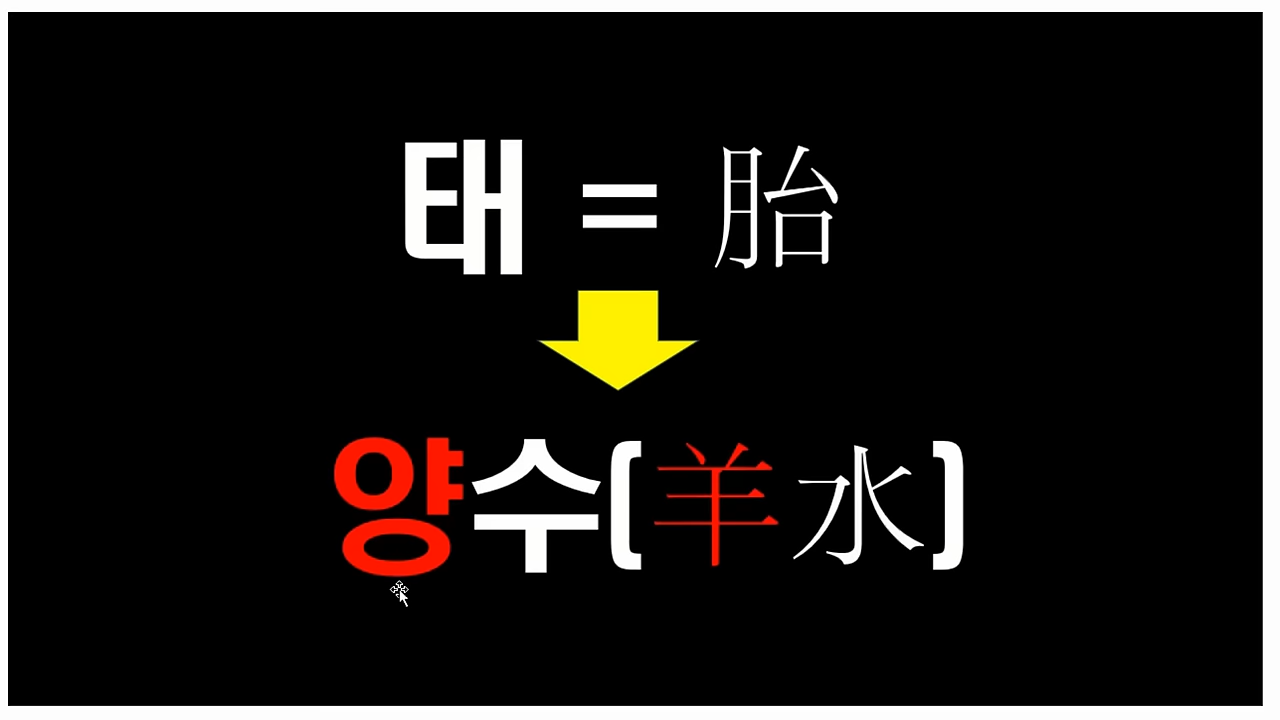 태 = 胎
양수(羊水)